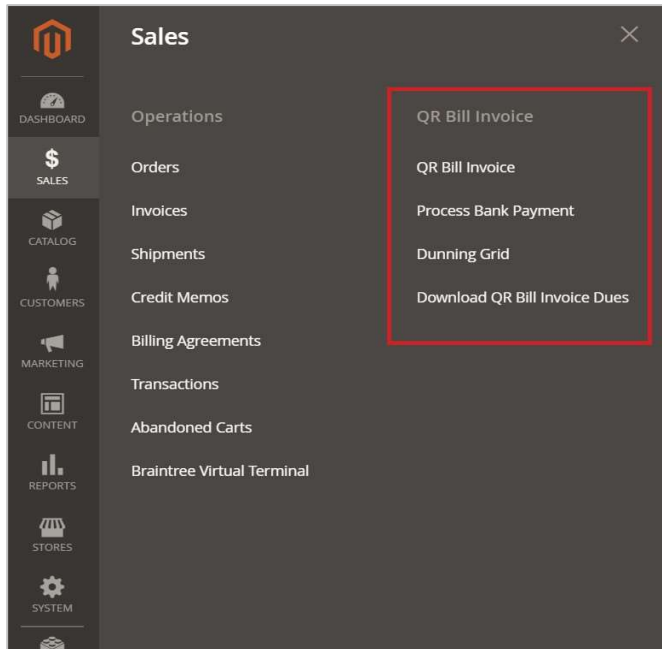 Sales
DASHBOARD
SALES
CATALOG
CUSTOMERS
MARKETING
CONTENT
REPORTS
STORES
SYSTEM
Operations
Orders
Invoices
Shipments
Credit Memos
Billing Agreements
Transactions
Abandoned Carts
Braintree Virtual Terminal
QR Bill Invoice
QR Bill Invoice
Process Bank Payment
Dunning Grid
Download QR Bill Invoice Dues